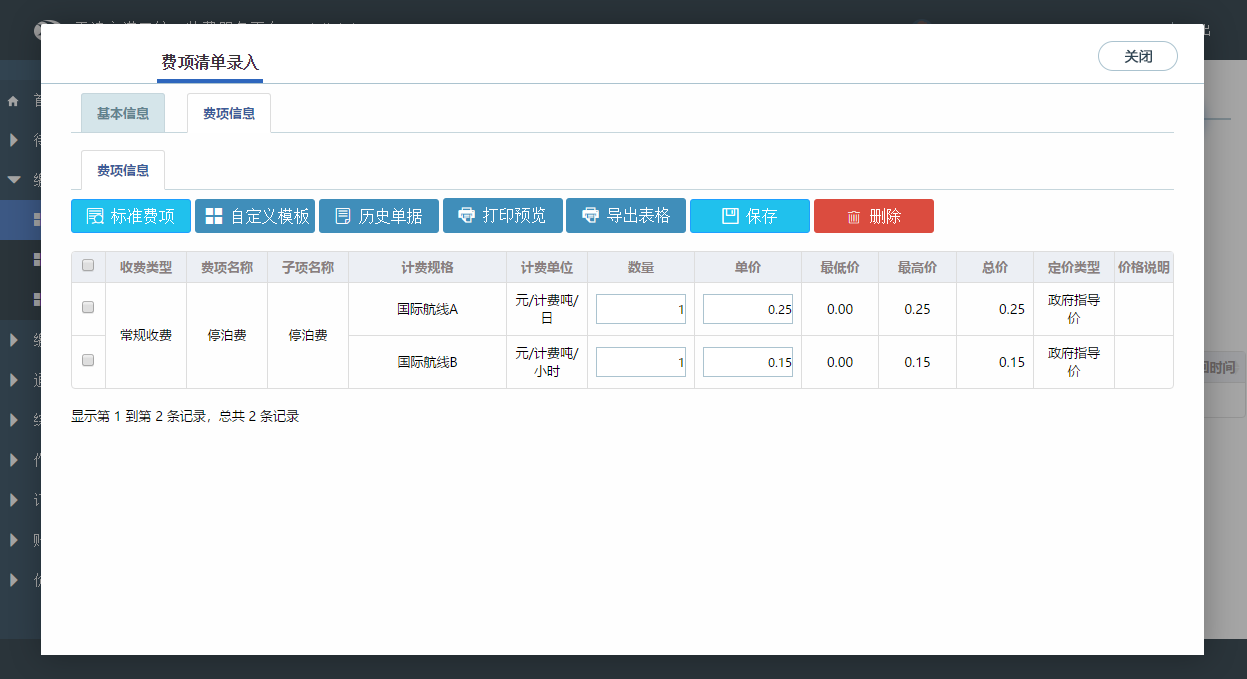 费项清单录入
关闭
基本信息 费项信息
费项信息
标准费项 自定义模板 历史单据 打印预览 导出表格 保存 删除
收费类型 费项名称 子项名称 计费规格 计费单位 数量 单价 最低价 最高价 总价 定价类型 价格说明
常规收费 停泊费 停泊费 国际航线A 元/计费吨/日 1 0.25 0.00 0.25 0.25 政府指导价
国际航线B 元/计费吨/小时 1 0.15 0.00 0.15 0.15 政府指导价
显示第 1 到第 2 条记录，总共 2 条记录
时间